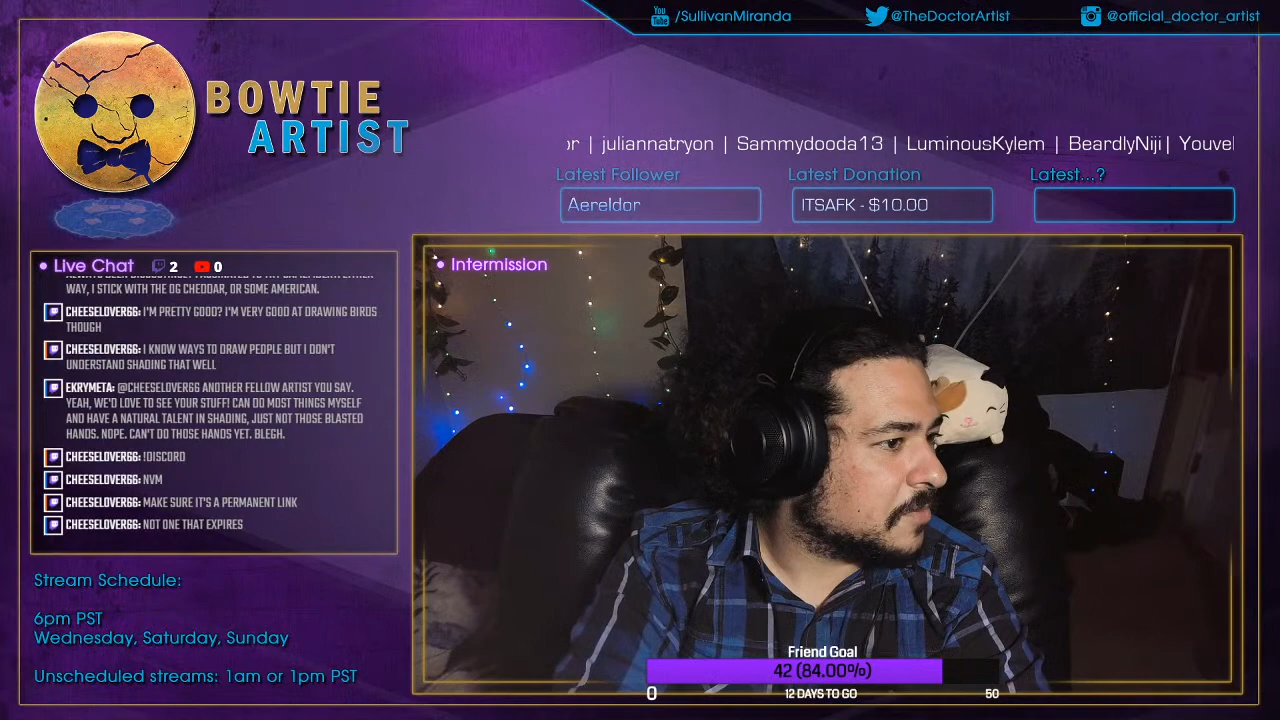 You Tube /SullivanMiranda
@TheDoctorArtist
@official_doctor_artist
BOWTIE
ARTIST
or | juliannatryon | Sammydooda13 | LuminousKylem | BeardlyNiji| Youvel
Latest Follower
Aereldor
Latest Donation
ITSAFK - $10.00
Latest...?
• Live Chat 2 0
WAY, I STICK WITH THE OG CHEDDAR, OR SOME AMERICAN.
CHEESELOVER66: I'M PRETTY GOOD? I'M VERY GOOD AT DRAWING BIRDS
THOUGH
CHEESELOVER66: I KNOW WAYS TO DRAW PEOPLE BUT I DON'T
UNDERSTAND SHADING THAT WELL
EKRYMETA: @CHEESELOVER66 ANOTHER FELLOW ARTIST YOU SAY.
YEAH, WE'D LOVE TO SEE YOUR STUFF! CAN DO MOST THINGS MYSELF
AND HAVE A NATURAL TALENT IN SHADING, JUST NOT THOSE BLASTED
HANDS. NOPE. CAN'T DO THOSE HANDS YET. BLEGH.
CHEESELOVER66: !DISCORD
CHEESELOVER66: NVM
CHEESELOVER66: MAKE SURE IT'S A PERMANENT LINK
CHEESELOVER66: NOT ONE THAT EXPIRES
Stream Schedule:
6pm PST
Wednesday, Saturday, Sunday
Unscheduled streams: 1am or 1pm PST
• Intermission
Friend Goal
42 (84.00%)
0 12 DAYS TO GO 50